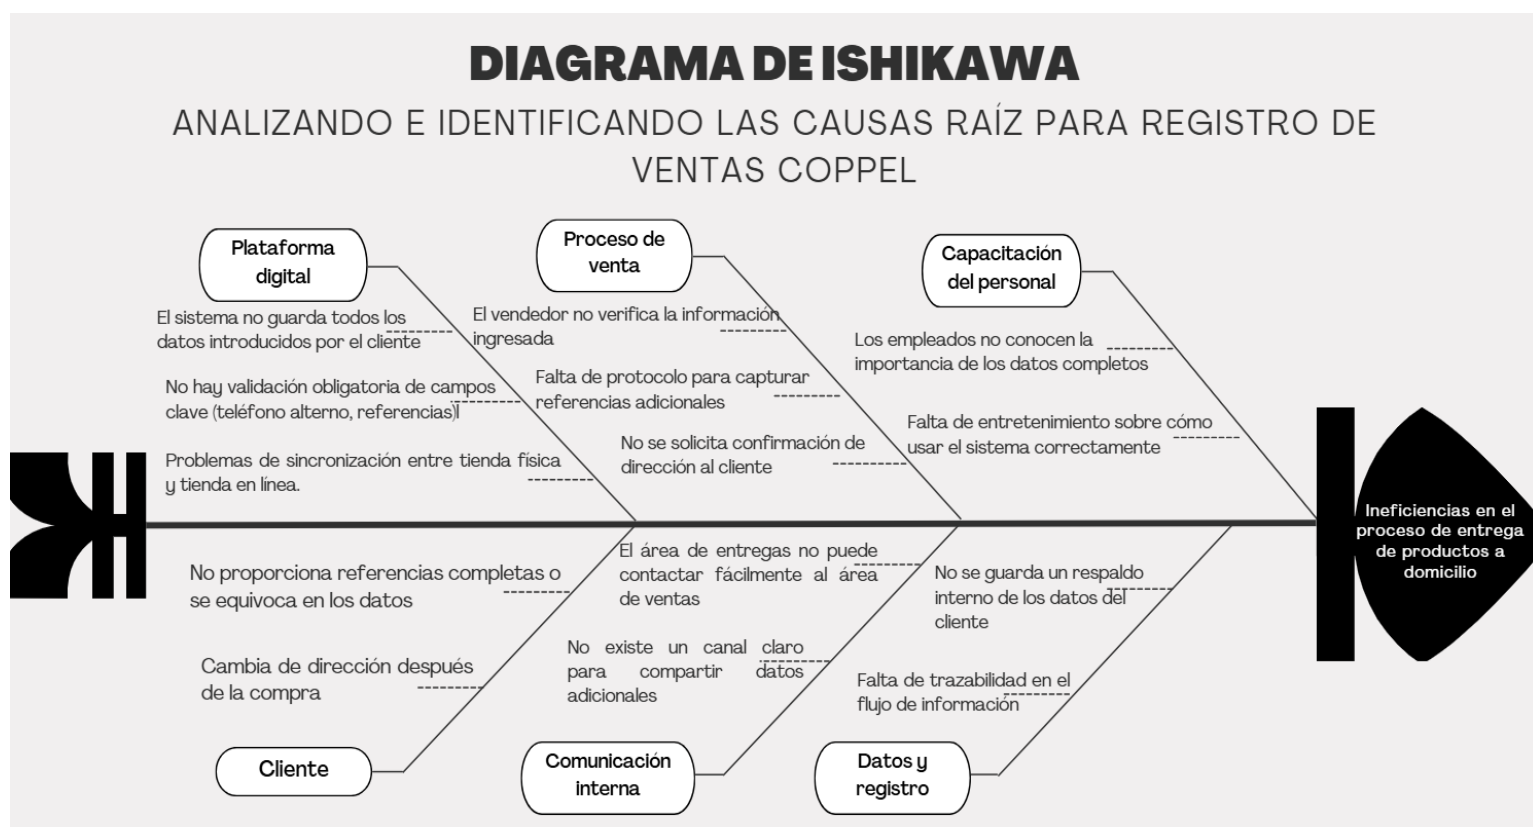 DIAGRAMA DE ISHIKAWA
ANALIZANDO E IDENTIFICANDO LAS CAUSAS RAÍZ PARA REGISTRO DE
VENTAS COPPEL
Plataforma
digital
El sistema no guarda todos los
datos introducidos por el cliente
No hay validación obligatoria de campos
clave (teléfono alterno, referencias)l
Problemas de sincronización entre tienda física
y tienda en línea.
Proceso de
venta
El vendedor no verifica la información
ingresada
Falta de protocolo para capturar
referencias adicionales
No se solicita confirmación de
dirección al cliente
Capacitación
del personal
Los empleados no conocen la
importancia de los datos completos
Falta de entretenimiento sobre cómo
usar el sistema correctamente
Ineficiencias en el
proceso de entrega
de productos a
domicilio
No proporciona referencias completas o
se equivoca en los datos
Cambia de dirección después
de la compra
Cliente
El área de entregas no puede
contactar fácilmente al área
de ventas
No existe un canal claro
para compartir datos
adicionales
Comunicación
interna
No se guarda un respaldo
interno de los datos del
cliente
Falta de trazabilidad en el
flujo de información
Datos y
registro